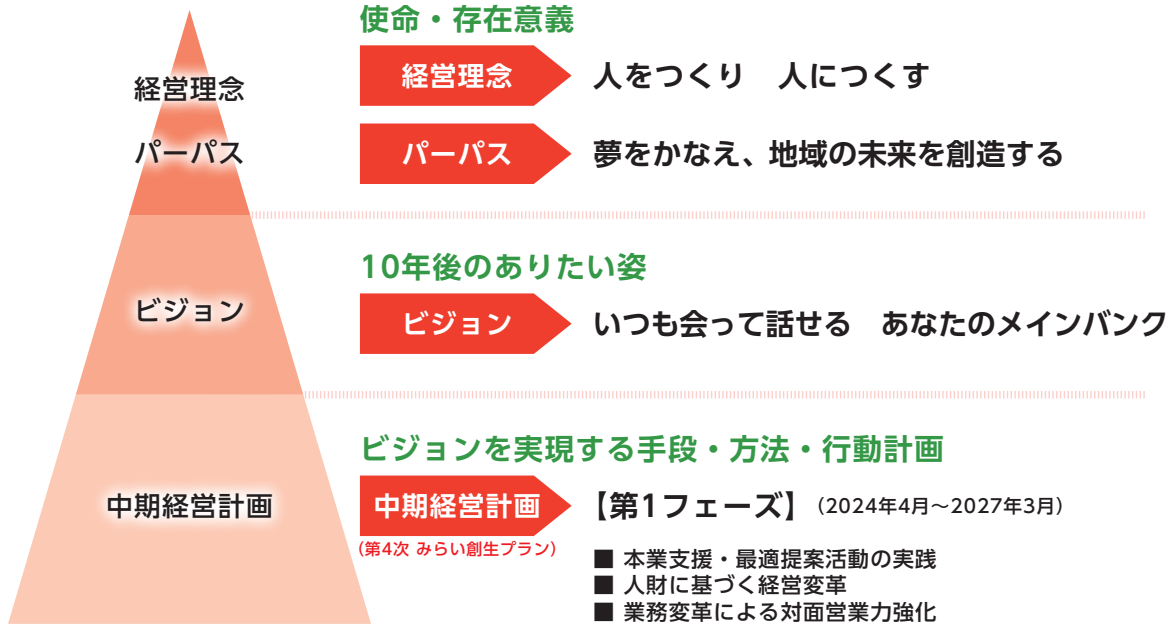 経営理念
パーパス
ビジョン
中期経営計画
使命・存在意義
経営理念
人をつくり　人につくす
パーパス
夢をかなえ、地域の未来を創造する
10年後のありたい姿
ビジョン
いつも会って話せる　あなたのメインバンク
ビジョンを実現する手段・方法・行動計画
中期経営計画
(第4次 みらい創生プラン)
【第1フェーズ】(2024年4月～2027年3月)
■ 本業支援・最適提案活動の実践
■ 人財に基づく経営変革
■ 業務変革による対面営業力強化